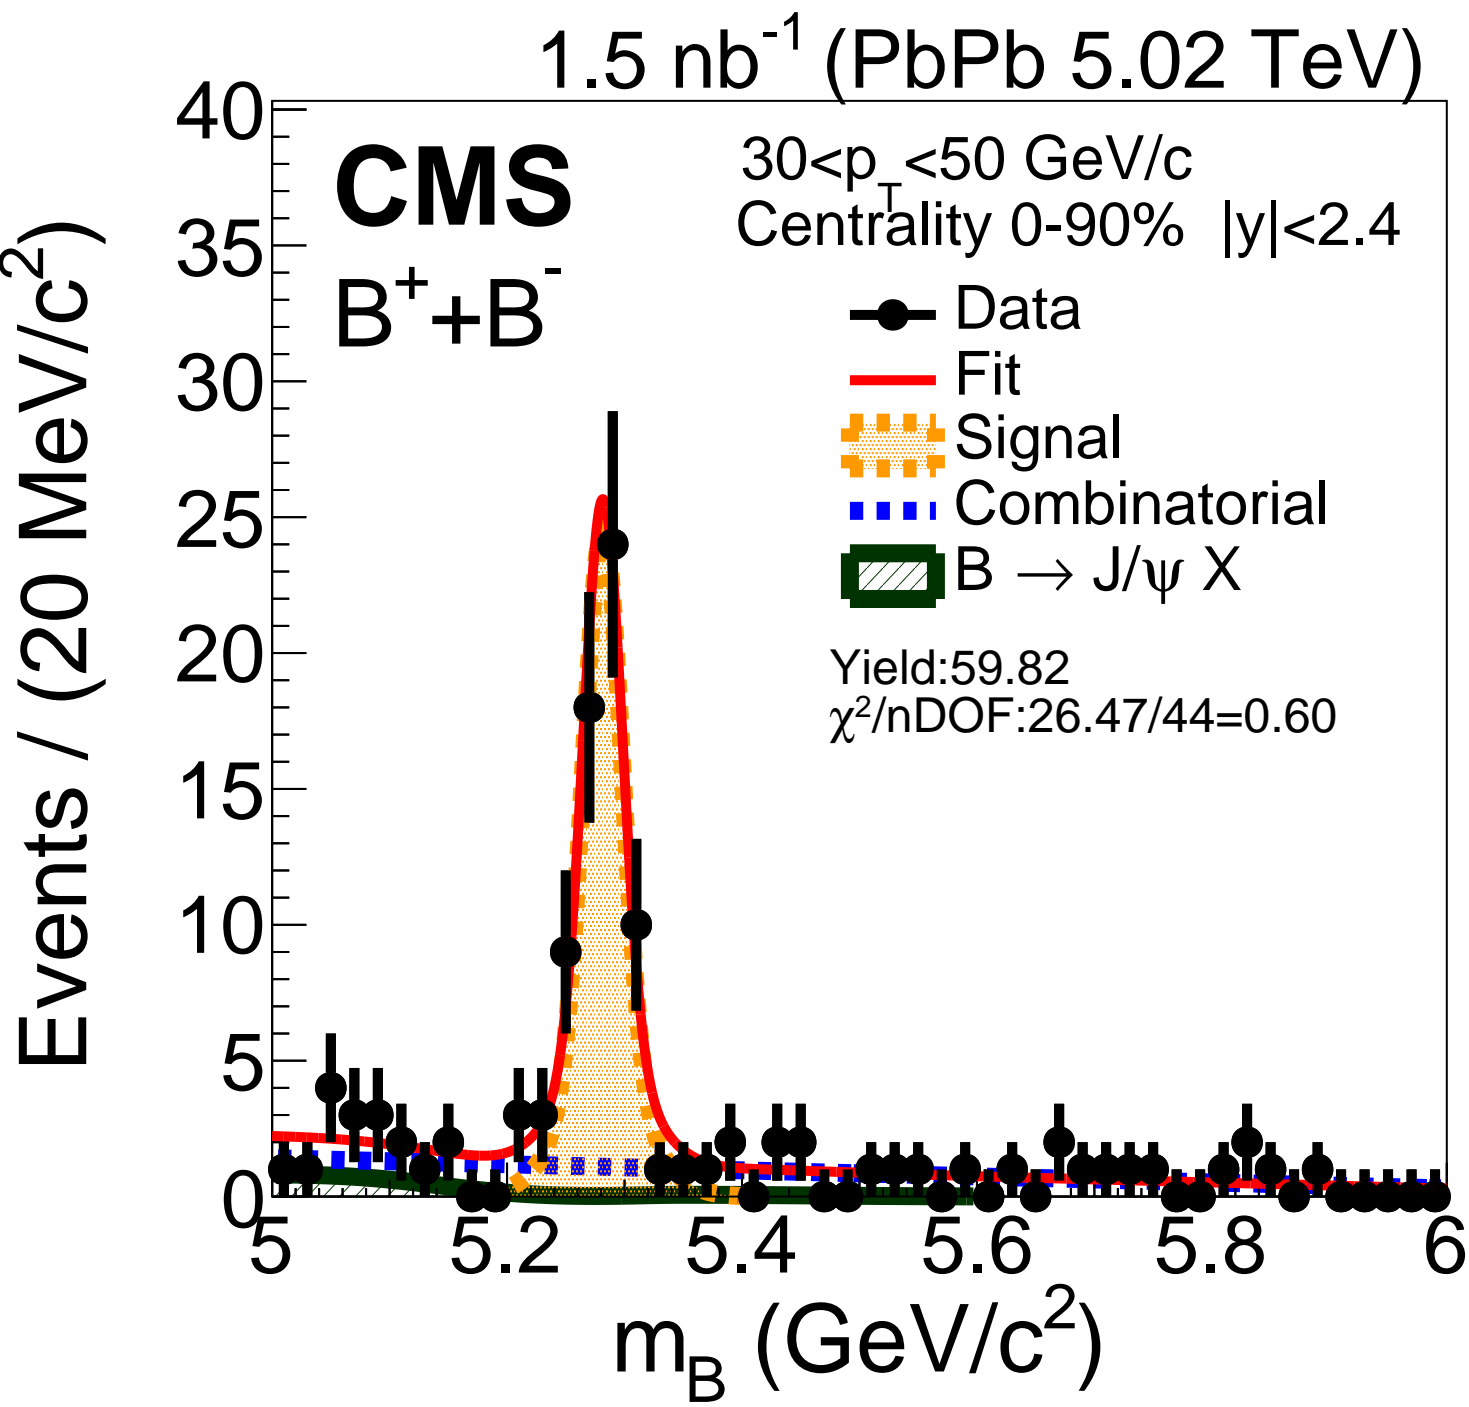 1.5 nb⁻¹ (PbPb 5.02 TeV)
CMS
B⁺+B⁻
30<p_T<50 GeV/c
Centrality 0-90% |y|<2.4
Data
Fit
Signal
Combinatorial
B → J/ψ X
Yield:59.82
χ²/nDOF:26.47/44=0.60
Events / (20 MeV/c²)
40
35
30
25
20
15
10
5
0
5 5.2 5.4 5.6 5.8 6
m_B (GeV/c²)